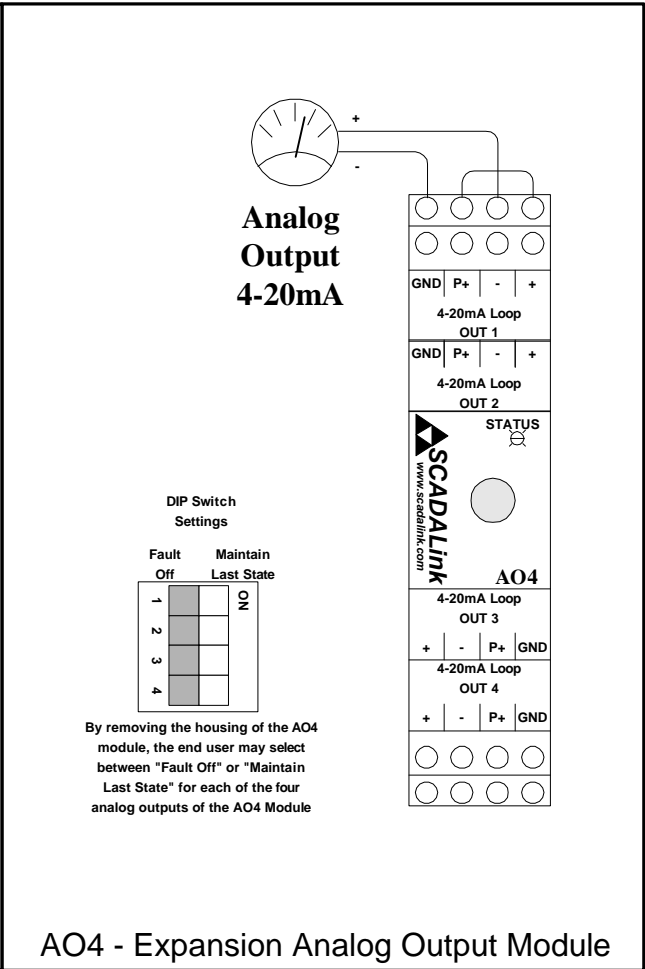 +
-
Analog
Output
4-20mA
GND P+ - +
4-20mA Loop
OUT 1
GND P+ - +
4-20mA Loop
OUT 2
STATUS
SCADALink
www.scadalink.com
AO4
4-20mA Loop
OUT 3
+ - P+ GND
4-20mA Loop
OUT 4
+ - P+ GND
DIP Switch
Settings
Fault Maintain
Off Last State
1
2
3
4
ON
By removing the housing of the AO4
module, the end user may select
between "Fault Off" or "Maintain
Last State" for each of the four
analog outputs of the AO4 Module
AO4 - Expansion Analog Output Module